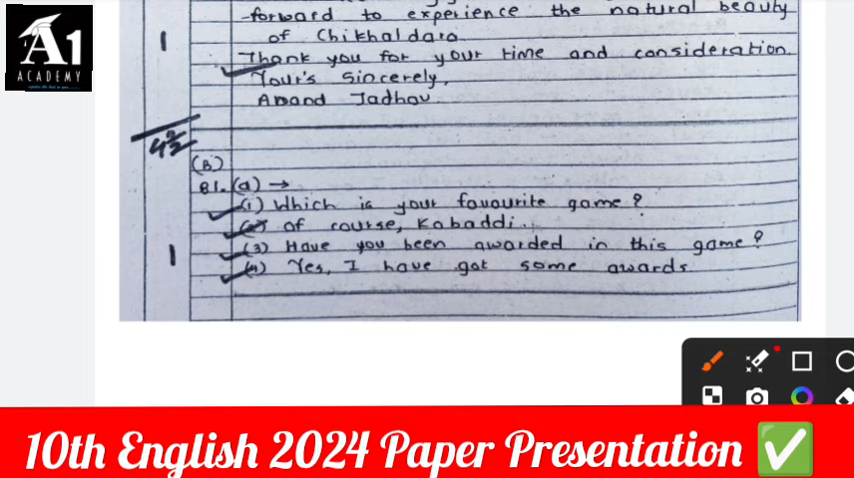 A1
ACADEMY
forward to experience the natural beauty
of Chikhaldara.
1
Thank you for your time and consideration.
Your's Sincerely,
Anand Jadhav
4½
(B)
B1. (a) →
(1) Which is your favourite game?
(2) Of course, Kabaddi.
(3) Have you been awarded in this game?
1
(4) Yes, I have got some awards
10th English 2024 Paper Presentation ✅